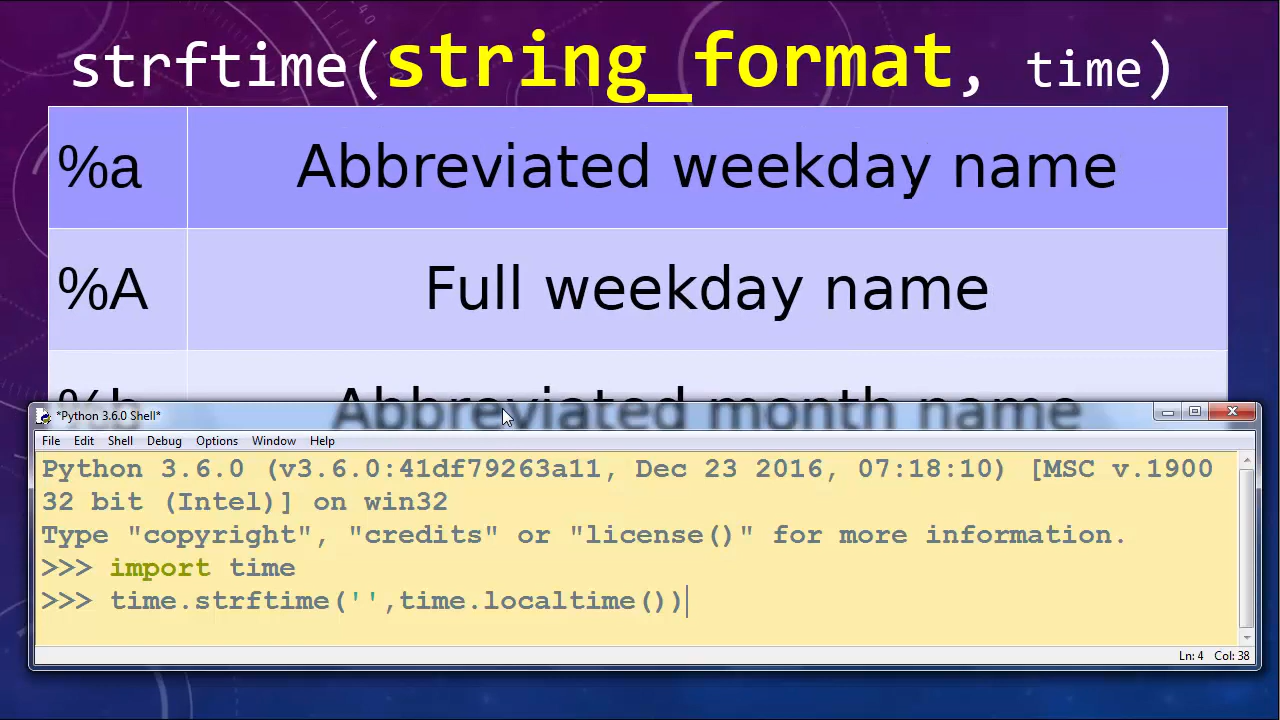 strftime(string_format, time)
%a Abbreviated weekday name
%A Full weekday name
%b Abbreviated month name
*Python 3.6.0 Shell*
File Edit Shell Debug Options Window Help
Python 3.6.0 (v3.6.0:41df79263a11, Dec 23 2016, 07:18:10) [MSC v.1900
32 bit (Intel)] on win32
Type "copyright", "credits" or "license()" for more information.
>>> import time
>>> time.strftime('',time.localtime())
Ln: 4 Col: 38